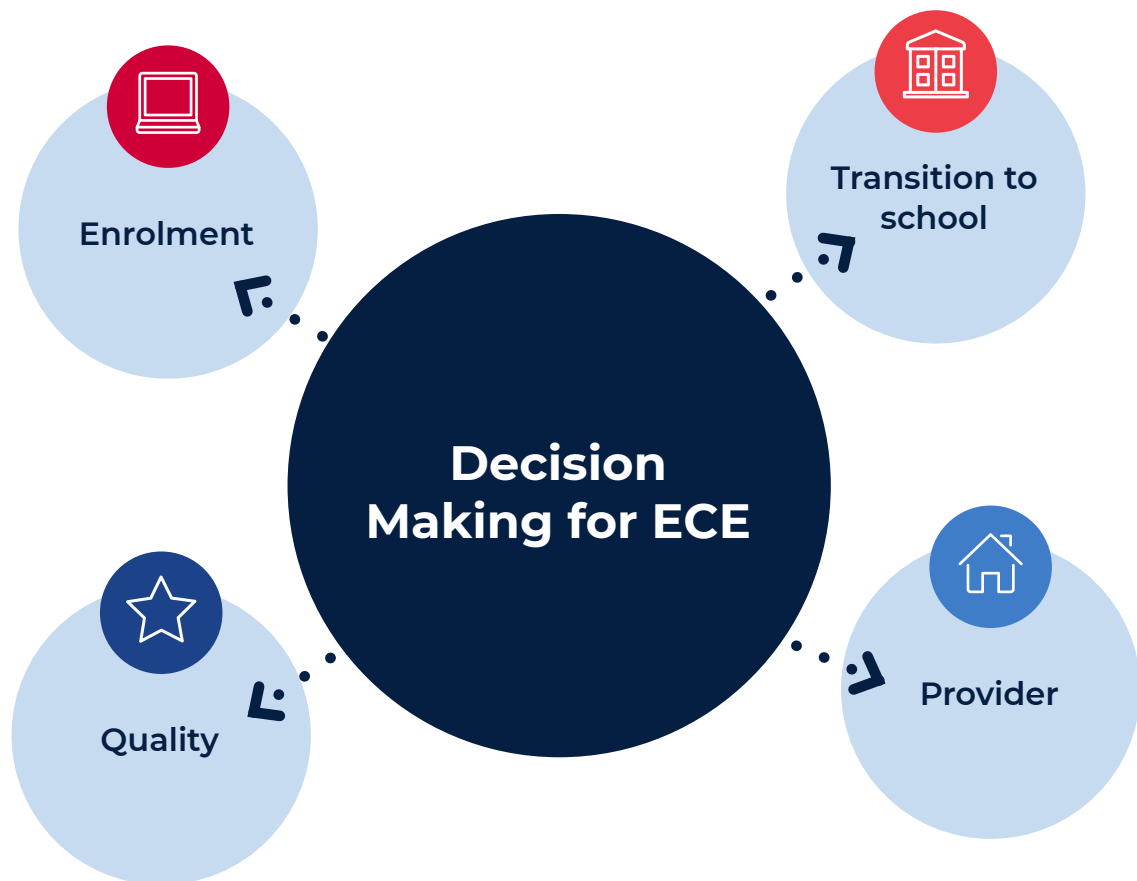 Enrolment
Transition to
school
Decision
Making for ECE
Quality
Provider